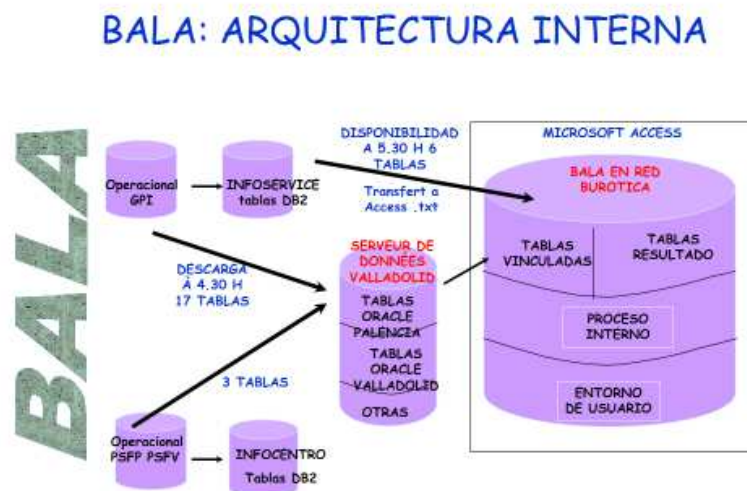 BALA: ARQUITECTURA INTERNA
BALA
Operacional
GPI
INFOSERVICE
tablas DB2
DISPONIBILIDAD
A 5.30 H 6
TABLAS
Transfert a
Access .txt
MICROSOFT ACCESS
BALA EN RED
BUROTICA
TABLAS
VINCULADAS
TABLAS
RESULTADO
PROCESO
INTERNO
ENTORNO
DE USUARIO
DESCARGA
A 4.30 H
17 TABLAS
SERVEUR DE
DONNÉES
VALLADOLID
TABLAS
ORACLE
PALENCIA
TABLAS
ORACLE
VALLADOLID
OTRAS
3 TABLAS
Operacional
PSFP PSFV
INFOCENTRO
Tablas DB2